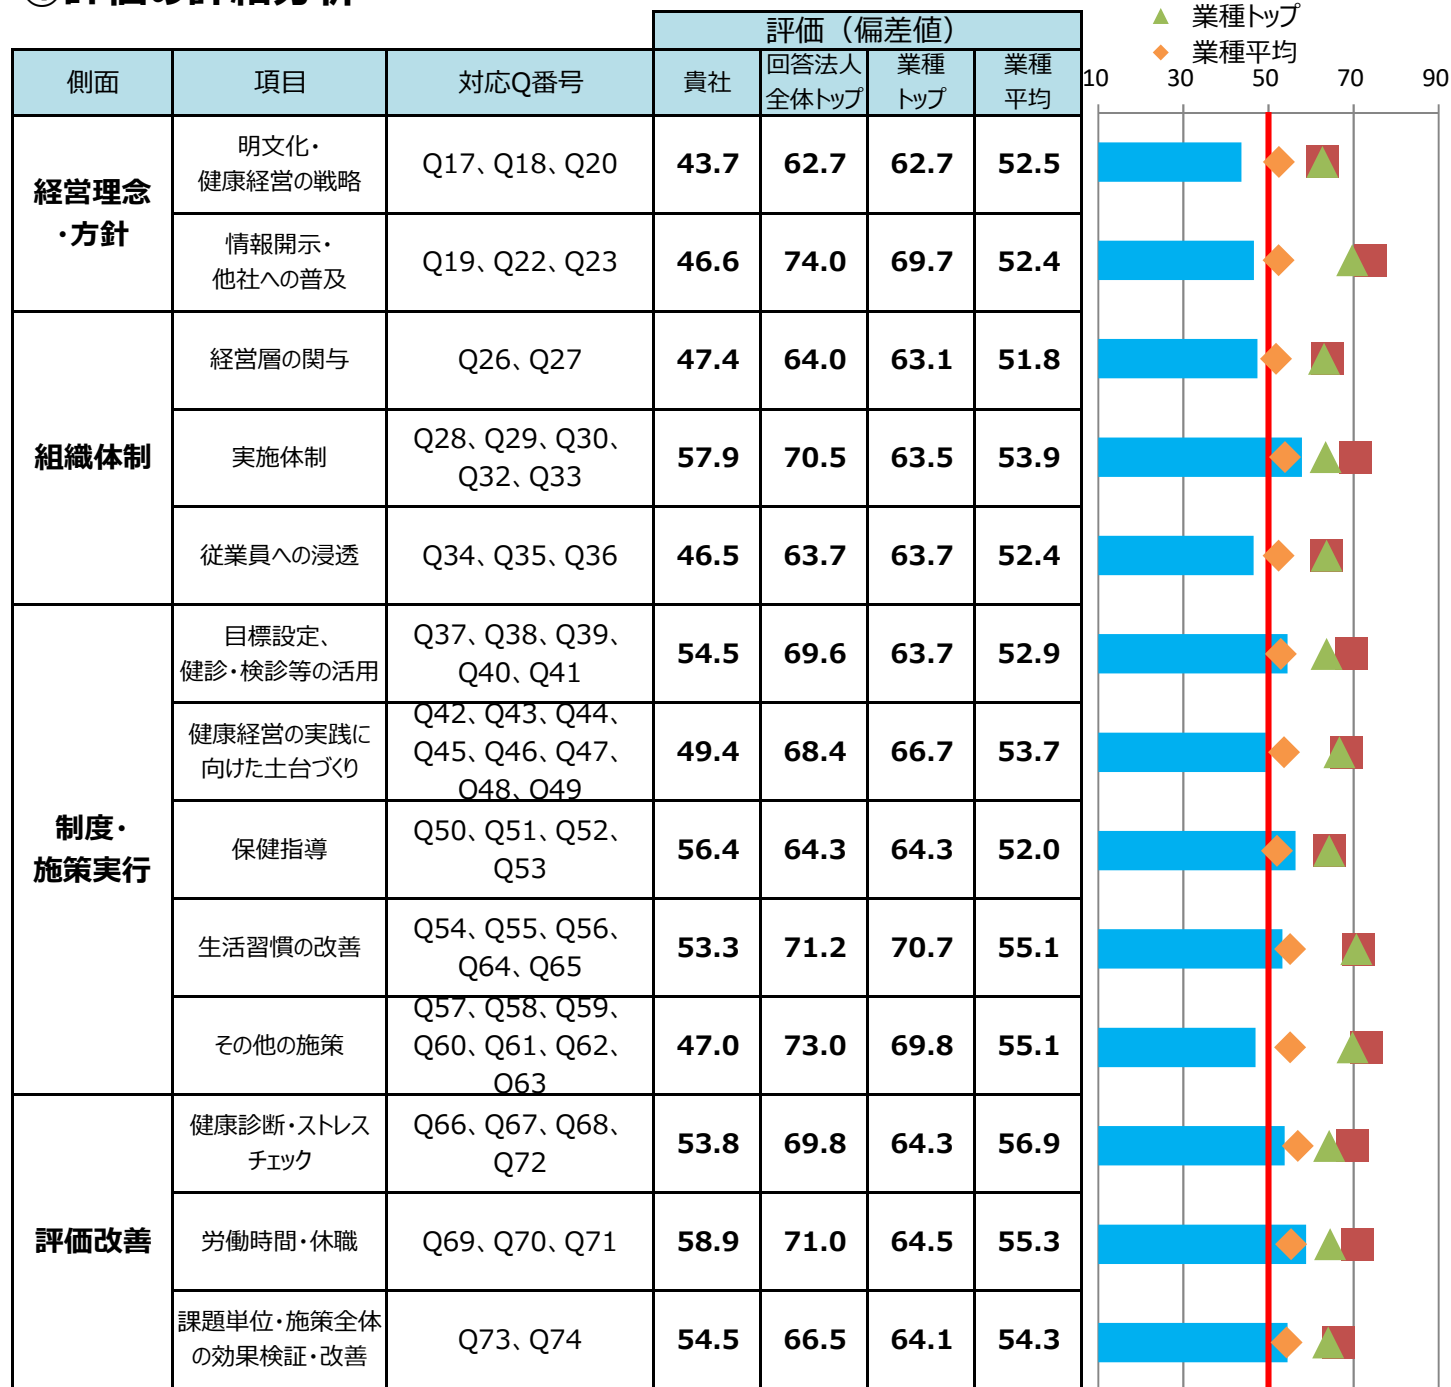 評価（偏差値）
▲ 業種トップ
◆ 業種平均
側面 項目 対応Q番号 貴社 回答法人 業種 業種
全体トップ トップ 平均
10 30 50 70 90
経営理念
・方針
明文化・
健康経営の戦略
Q17、Q18、Q20 43.7 62.7 62.7 52.5
情報開示・
他社への普及
Q19、Q22、Q23 46.6 74.0 69.7 52.4
組織体制
経営層の関与 Q26、Q27 47.4 64.0 63.1 51.8
実施体制
Q28、Q29、Q30、
Q32、Q33
57.9 70.5 63.5 53.9
従業員への浸透 Q34、Q35、Q36 46.5 63.7 63.7 52.4
制度・
施策実行
目標設定、
健診・検診等の活用
Q37、Q38、Q39、
Q40、Q41
54.5 69.6 63.7 52.9
健康経営の実践に
向けた土台づくり
Q42、Q43、Q44、
Q45、Q46、Q47、
Q48、Q49
49.4 68.4 66.7 53.7
保健指導
Q50、Q51、Q52、
Q53
56.4 64.3 64.3 52.0
生活習慣の改善
Q54、Q55、Q56、
Q64、Q65
53.3 71.2 70.7 55.1
その他の施策
Q57、Q58、Q59、
Q60、Q61、Q62、
Q63
47.0 73.0 69.8 55.1
評価改善
健康診断・ストレス
チェック
Q66、Q67、Q68、
Q72
53.8 69.8 64.3 56.9
労働時間・休職 Q69、Q70、Q71 58.9 71.0 64.5 55.3
課題単位・施策全体
の効果検証・改善
Q73、Q74 54.5 66.5 64.1 54.3